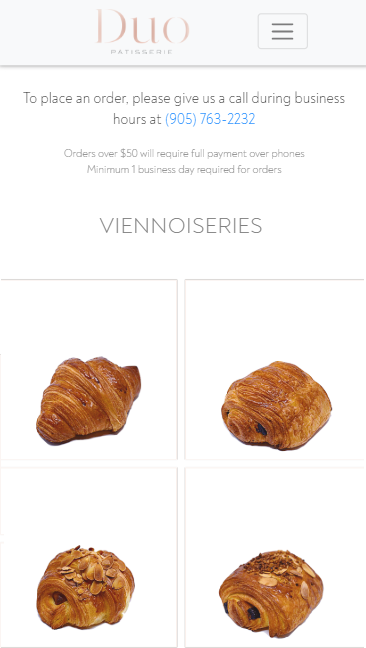 Duo
PATISSERIE
To place an order, please give us a call during business
hours at (905) 763-2232
Orders over $50 will require full payment over phones
Minimum 1 business day required for orders
VIENNOISERIES